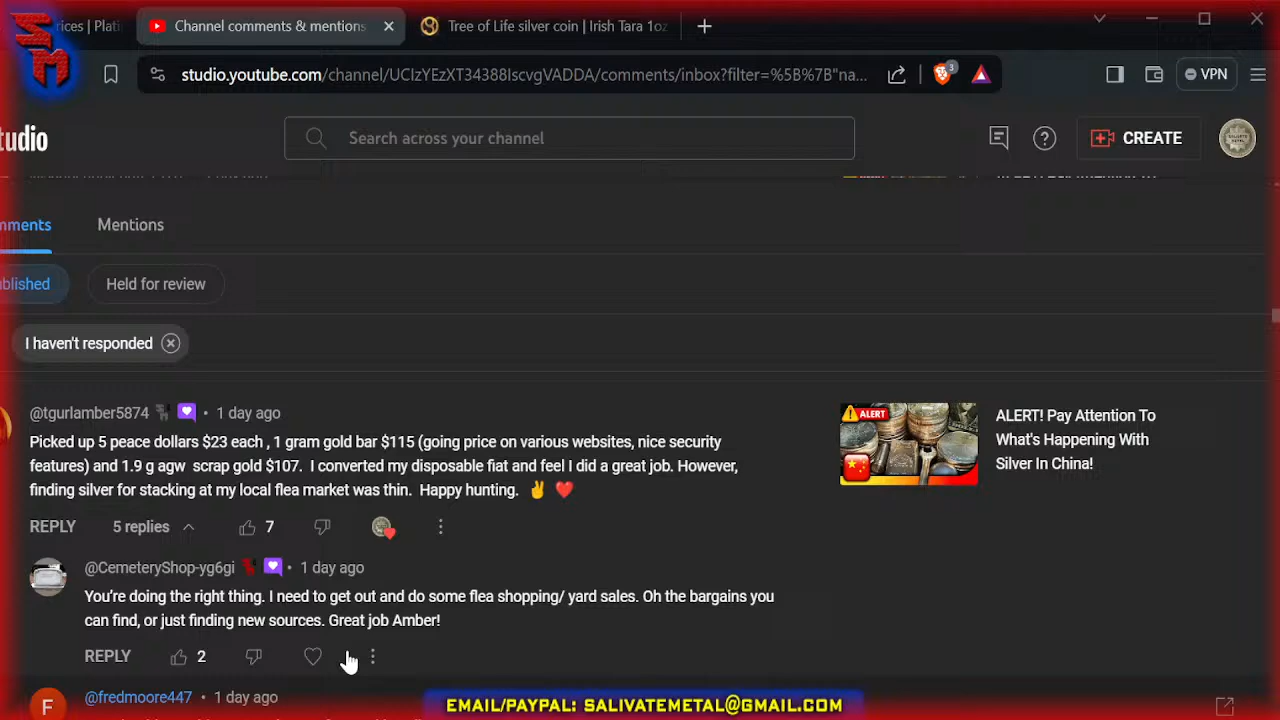 SM
rices | Plati
Channel comments & mentions
Tree of Life silver coin | Irish Tara 1oz
studio.youtube.com/channel/UCIzYEzXT34388IscvgVADDA/comments/inbox?filter=%5B%7B"na...
3
VPN
tudio
Search across your channel
CREATE
mments
Mentions
ublished
Held for review
I haven't responded
@tgurlamber5874 • 1 day ago
Picked up 5 peace dollars $23 each , 1 gram gold bar $115 (going price on various websites, nice security
features) and 1.9 g agw scrap gold $107. I converted my disposable fiat and feel I did a great job. However,
finding silver for stacking at my local flea market was thin. Happy hunting. ✌️ ❤️
ALERT
ALERT! Pay Attention To
What's Happening With
Silver In China!
REPLY 5 replies 7
@CemeteryShop-yg6gi • 1 day ago
You're doing the right thing. I need to get out and do some flea shopping/ yard sales. Oh the bargains you
can find, or just finding new sources. Great job Amber!
REPLY 2
F
@fredmoore447 • 1 day ago
EMAIL/PAYPAL: SALIVATEMETAL@GMAIL.COM